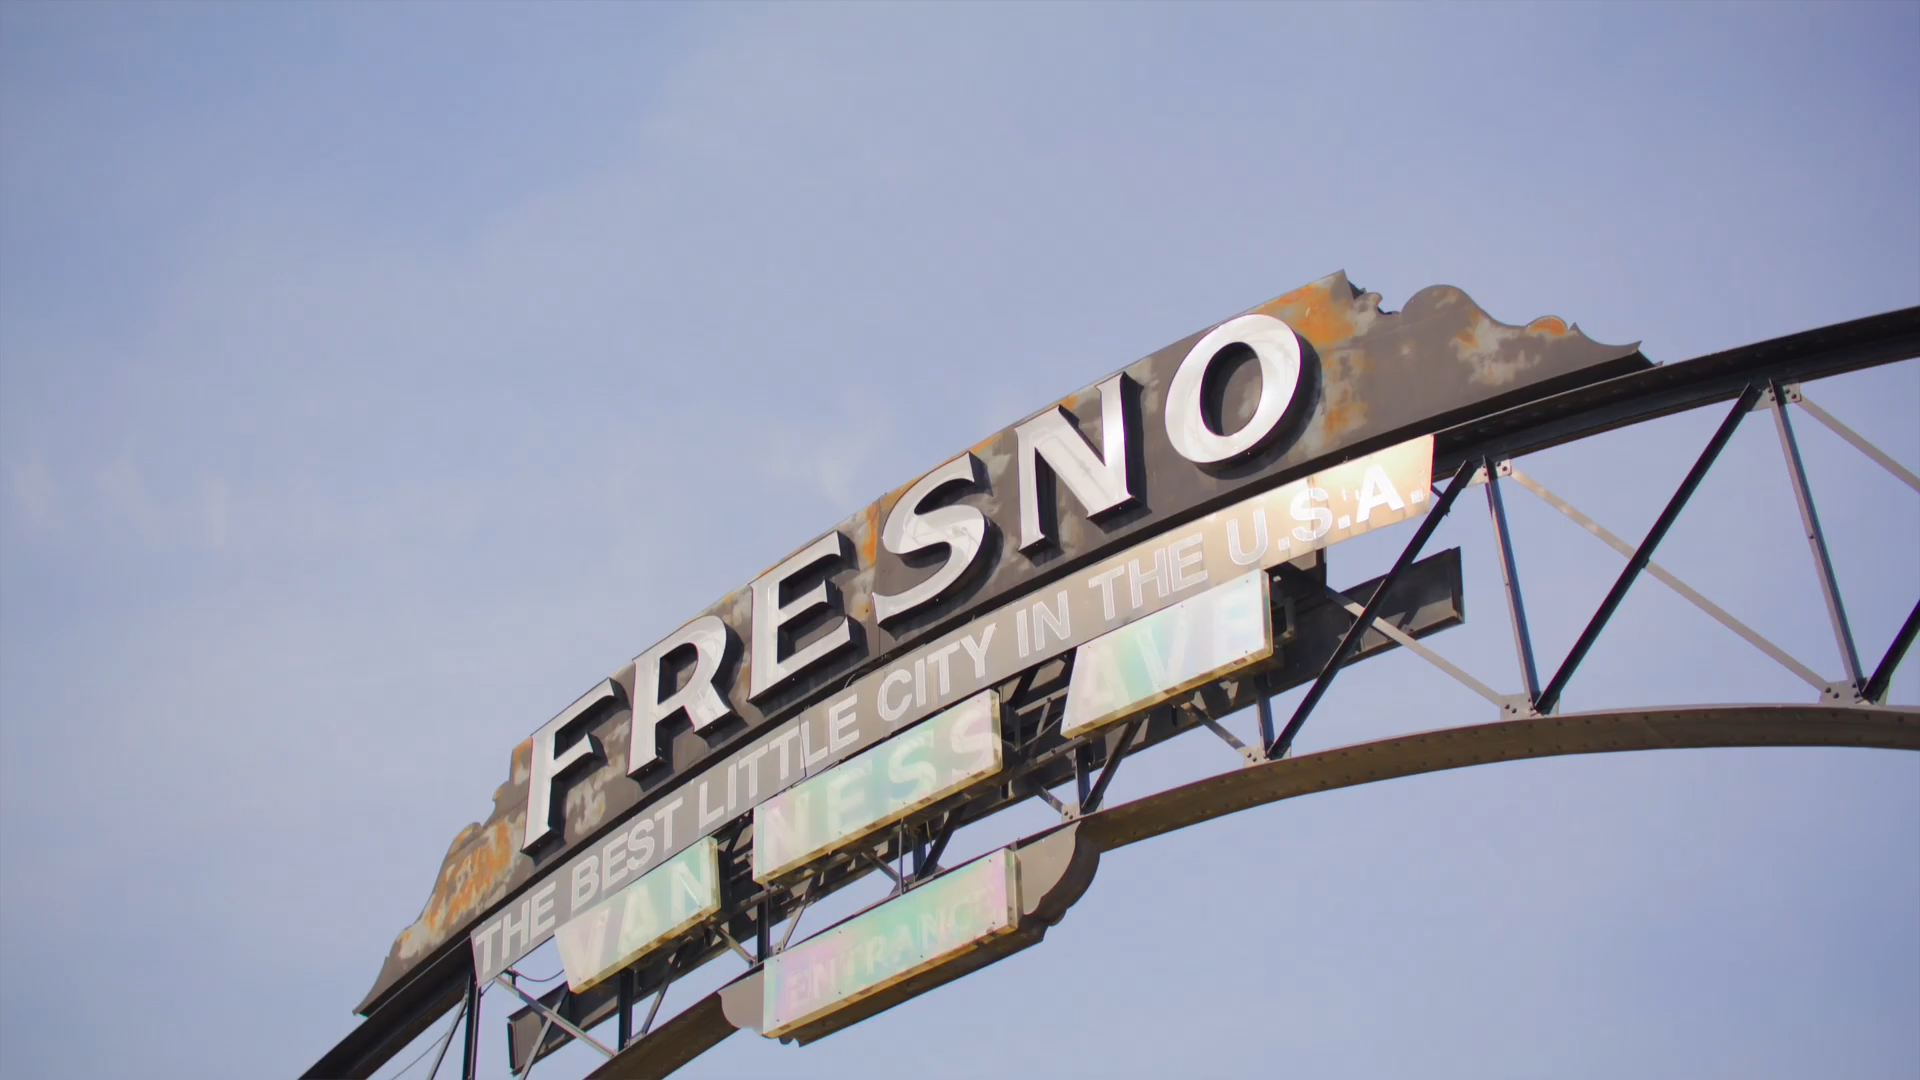 FRESNO
THE BEST LITTLE CITY IN THE U.S.A.
VAN NESS AVE
ENTRANCE